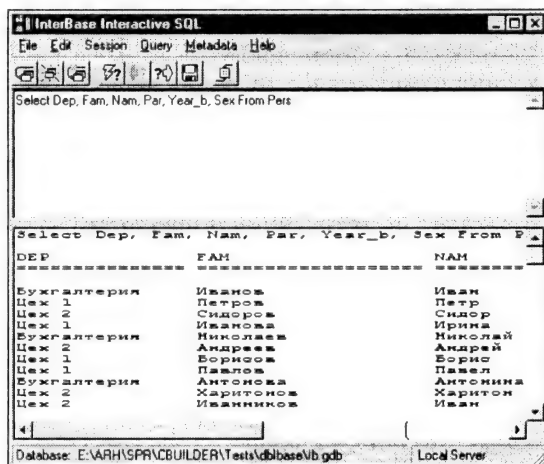 InterBase Interactive SQL
File Edit Session Query Metadata Help
Select Dep, Fam, Nam, Par, Year_b, Sex From Pers
Select Dep, Fam, Nam, Par, Year_b, Sex From P
DEP FAM NAM
Бухгалтерия Иванов Иван
Цех 1 Петров Петр
Цех 2 Сидоров Сидор
Цех 1 Иванова Ирина
Бухгалтерия Николаев Николай
Цех 2 Андреев Андрей
Цех 1 Борисов Борис
Цех 1 Павлов Павел
Бухгалтерия Антонова Антонина
Цех 2 Харитонов Харитон
Цех 2 Иванников Иван
Database: E:\ARH\SPR\CBUILDER\Tests\dblbase\ib.gdb Local Server